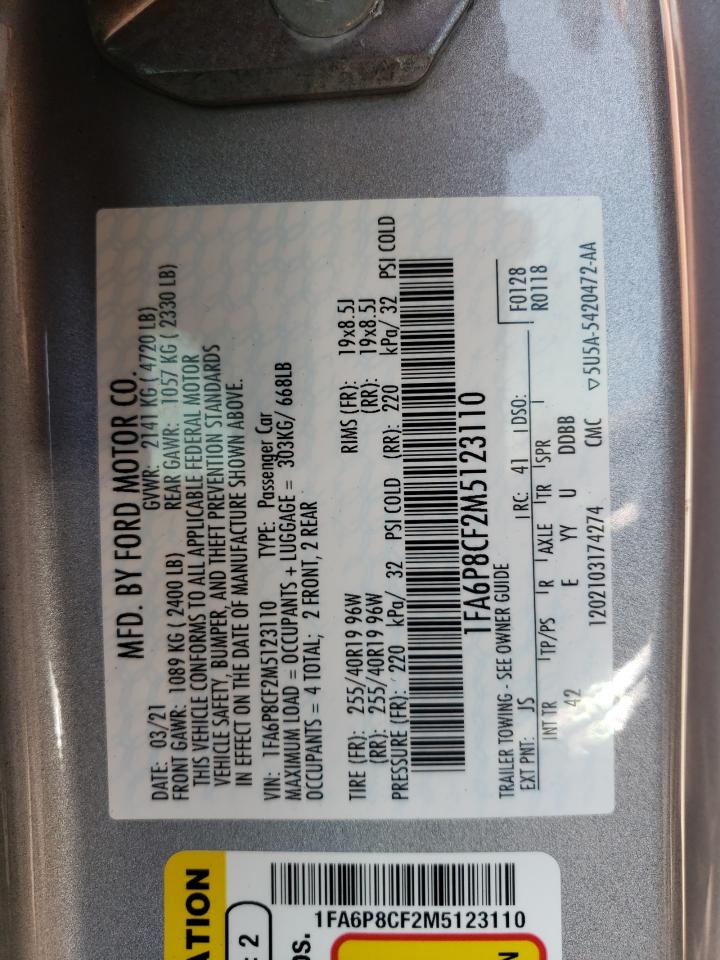 MFD. BY FORD MOTOR CO.
DATE: 03/21 GVWR: 2141 KG ( 4720 LB)
FRONT GAWR: 1089 KG ( 2400 LB) REAR GAWR: 1057 KG ( 2330 LB)
THIS VEHICLE CONFORMS TO ALL APPLICABLE FEDERAL MOTOR
VEHICLE SAFETY, BUMPER, AND THEFT PREVENTION STANDARDS
IN EFFECT ON THE DATE OF MANUFACTURE SHOWN ABOVE.
VIN: 1FA6P8CF2M5123110 TYPE: Passenger Car
MAXIMUM LOAD = OCCUPANTS + LUGGAGE = 303KG/ 668LB
OCCUPANTS = 4 TOTAL; 2 FRONT, 2 REAR
TIRE (FR): 255/40R19 96W RIMS (FR): 19x8.5J
(RR): 255/40R19 96W (RR): 19x8.5J
PRESSURE (FR): 220 kPa/ 32 PSI COLD (RR): 220 kPa/ 32 PSI COLD
1FA6P8CF2M5123110
TRAILER TOWING - SEE OWNER GUIDE F0128
EXT PNT: JS RC: 41 DSO: R0118
INT TR TP/PS R AXLE TR SPR
42 E YY U DDBB
1202103174274 CMC ▽5U5A-5420472-AA
ATION
: 2
os.
1FA6P8CF2M5123110
N